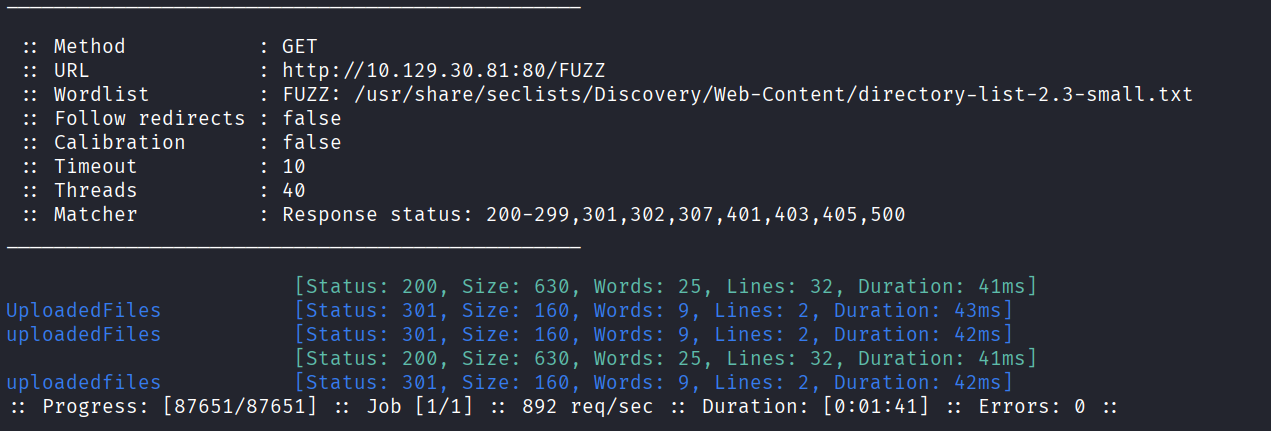 ________________________________________________
:: Method           : GET
:: URL              : http://10.129.30.81:80/FUZZ
:: Wordlist         : FUZZ: /usr/share/seclists/Discovery/Web-Content/directory-list-2.3-small.txt
:: Follow redirects : false
:: Calibration      : false
:: Timeout          : 10
:: Threads          : 40
:: Matcher          : Response status: 200-299,301,302,307,401,403,405,500
________________________________________________
[Status: 200, Size: 630, Words: 25, Lines: 32, Duration: 41ms]
UploadedFiles           [Status: 301, Size: 160, Words: 9, Lines: 2, Duration: 43ms]
uploadedFiles           [Status: 301, Size: 160, Words: 9, Lines: 2, Duration: 42ms]
[Status: 200, Size: 630, Words: 25, Lines: 32, Duration: 41ms]
uploadedfiles           [Status: 301, Size: 160, Words: 9, Lines: 2, Duration: 42ms]
:: Progress: [87651/87651] :: Job [1/1] :: 892 req/sec :: Duration: [0:01:41] :: Errors: 0 ::